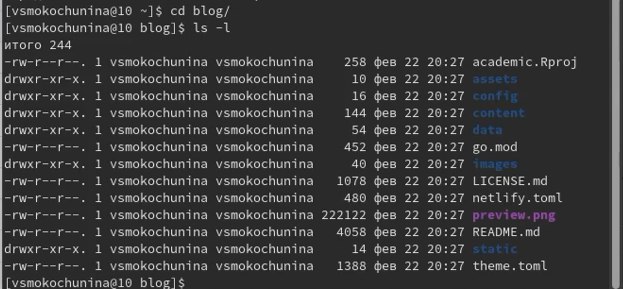 [vsmokochunina@10 ~]$ cd blog/
[vsmokochunina@10 blog]$ ls -l
итого 244
-rw-r--r--. 1 vsmokochunina vsmokochunina    258 фев 22 20:27 academic.Rproj
drwxr-xr-x. 1 vsmokochunina vsmokochunina     10 фев 22 20:27 assets
drwxr-xr-x. 1 vsmokochunina vsmokochunina     16 фев 22 20:27 config
drwxr-xr-x. 1 vsmokochunina vsmokochunina    144 фев 22 20:27 content
drwxr-xr-x. 1 vsmokochunina vsmokochunina     54 фев 22 20:27 data
-rw-r--r--. 1 vsmokochunina vsmokochunina    452 фев 22 20:27 go.mod
drwxr-xr-x. 1 vsmokochunina vsmokochunina     40 фев 22 20:27 images
-rw-r--r--. 1 vsmokochunina vsmokochunina   1078 фев 22 20:27 LICENSE.md
-rw-r--r--. 1 vsmokochunina vsmokochunina    480 фев 22 20:27 netlify.toml
-rw-r--r--. 1 vsmokochunina vsmokochunina 222122 фев 22 20:27 preview.png
-rw-r--r--. 1 vsmokochunina vsmokochunina   4058 фев 22 20:27 README.md
drwxr-xr-x. 1 vsmokochunina vsmokochunina     14 фев 22 20:27 static
-rw-r--r--. 1 vsmokochunina vsmokochunina   1388 фев 22 20:27 theme.toml
[vsmokochunina@10 blog]$